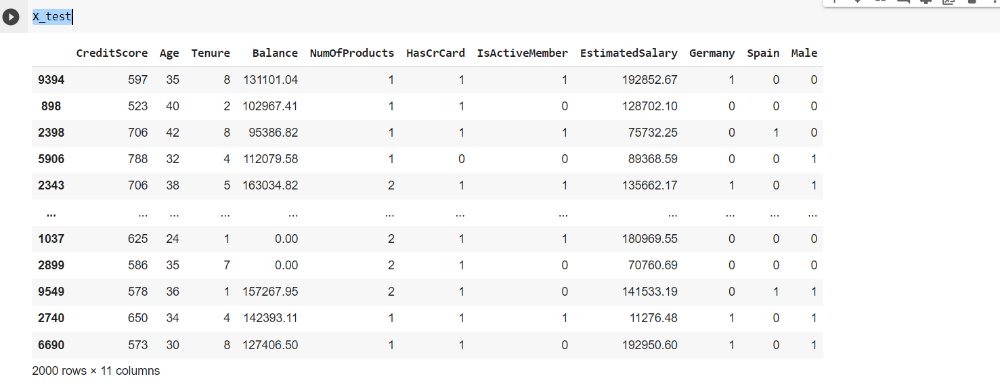 X_test
CreditScore Age Tenure Balance NumOfProducts HasCrCard IsActiveMember EstimatedSalary Germany Spain Male
9394 597 35 8 131101.04 1 1 1 192852.67 1 0 0
898 523 40 2 102967.41 1 1 0 128702.10 0 0 0
2398 706 42 8 95386.82 1 1 1 75732.25 0 1 0
5906 788 32 4 112079.58 1 0 0 89368.59 0 0 1
2343 706 38 5 163034.82 2 1 1 135662.17 1 0 1
... ... ... ... ... ... ... ... ... ... ... ...
1037 625 24 1 0.00 2 1 1 180969.55 0 0 0
2899 586 35 7 0.00 2 1 0 70760.69 0 0 0
9549 578 36 1 157267.95 2 1 0 141533.19 0 1 1
2740 650 34 4 142393.11 1 1 1 11276.48 1 0 1
6690 573 30 8 127406.50 1 1 0 192950.60 1 0 1
2000 rows × 11 columns